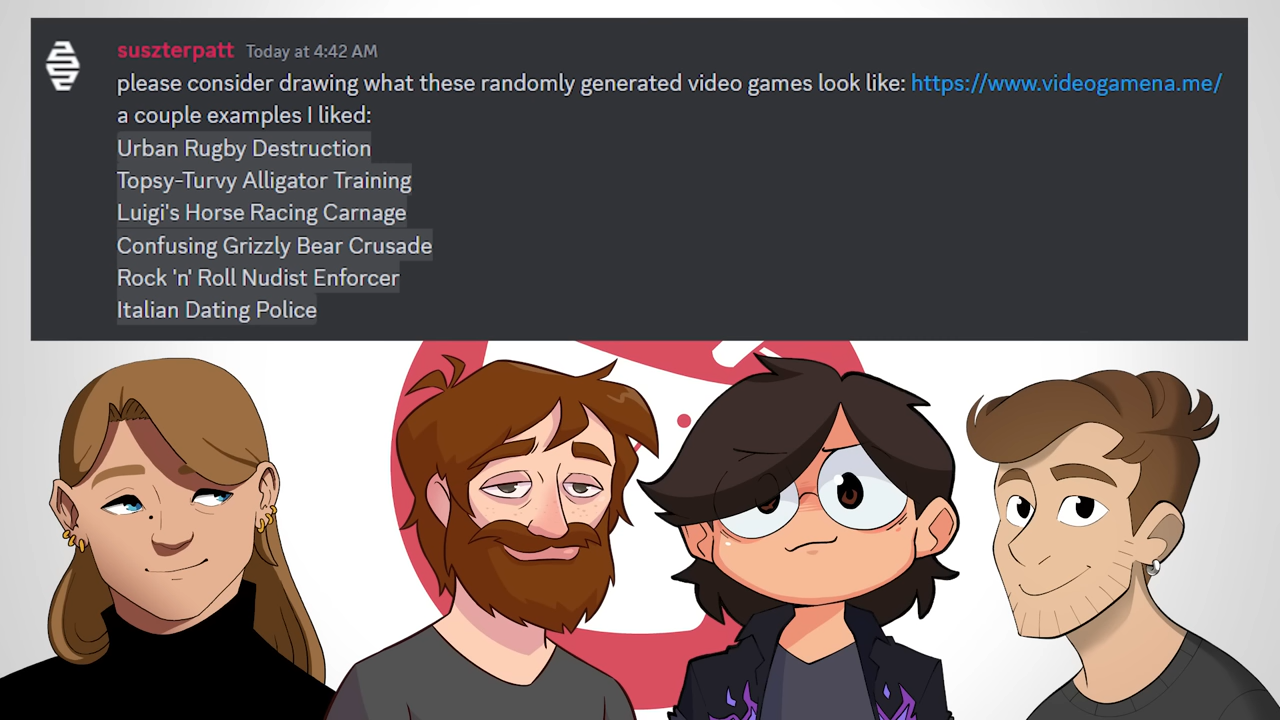 suszterpatt Today at 4:42 AM
please consider drawing what these randomly generated video games look like: https://www.videogamena.me/
a couple examples I liked:
Urban Rugby Destruction
Topsy-Turvy Alligator Training
Luigi's Horse Racing Carnage
Confusing Grizzly Bear Crusade
Rock 'n' Roll Nudist Enforcer
Italian Dating Police